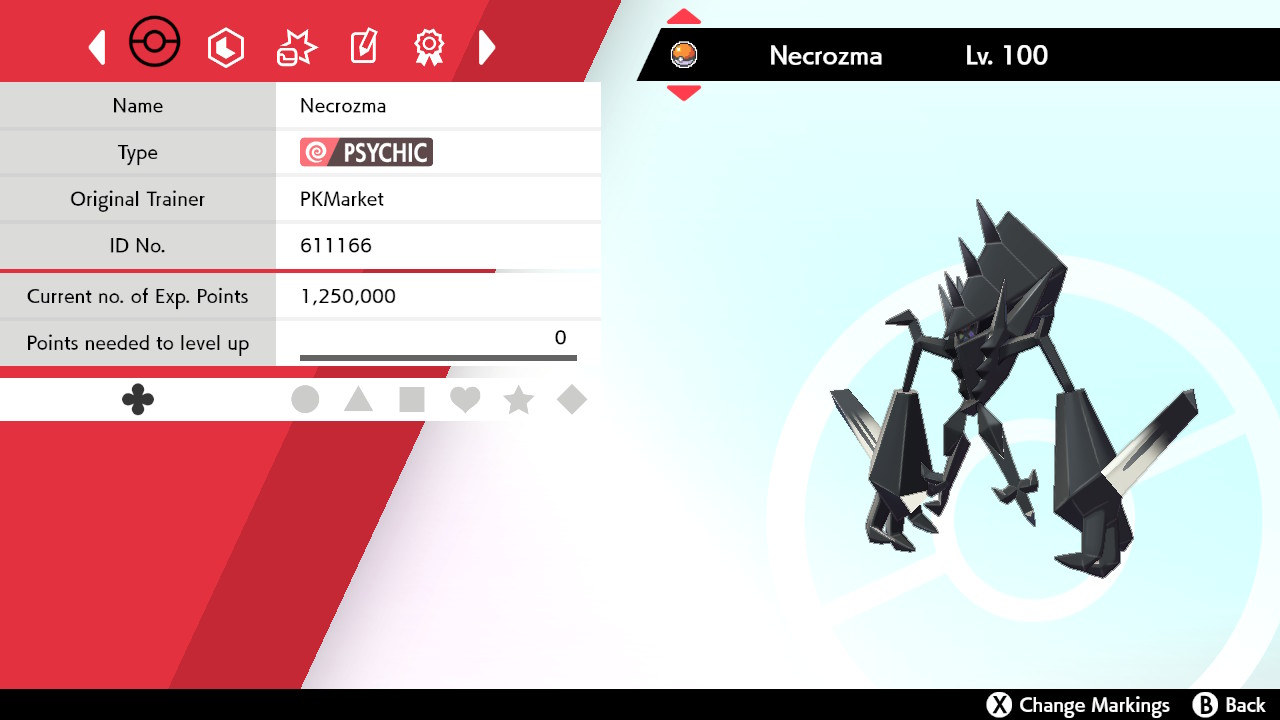 Necrozma Lv. 100
Name Necrozma
Type PSYCHIC
Original Trainer PKMarket
ID No. 611166
Current no. of Exp. Points 1,250,000
Points needed to level up 0
X Change Markings B Back